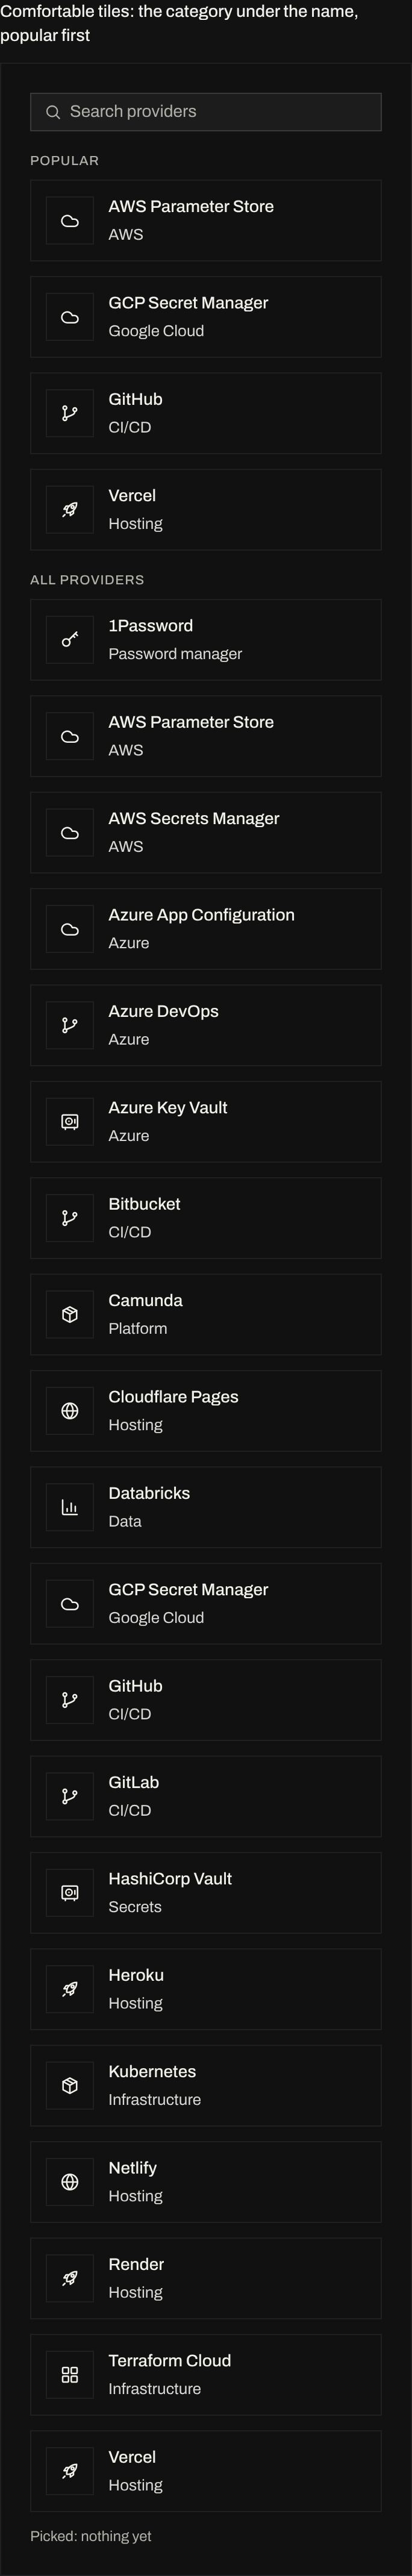 Comfortable tiles: the category under the name,
popular first
Search providers
POPULAR
AWS Parameter Store
AWS
GCP Secret Manager
Google Cloud
GitHub
CI/CD
Vercel
Hosting
ALL PROVIDERS
1Password
Password manager
AWS Parameter Store
AWS
AWS Secrets Manager
AWS
Azure App Configuration
Azure
Azure DevOps
Azure
Azure Key Vault
Azure
Bitbucket
CI/CD
Camunda
Platform
Cloudflare Pages
Hosting
Databricks
Data
GCP Secret Manager
Google Cloud
GitHub
CI/CD
GitLab
CI/CD
HashiCorp Vault
Secrets
Heroku
Hosting
Kubernetes
Infrastructure
Netlify
Hosting
Render
Hosting
Terraform Cloud
Infrastructure
Vercel
Hosting
Picked: nothing yet